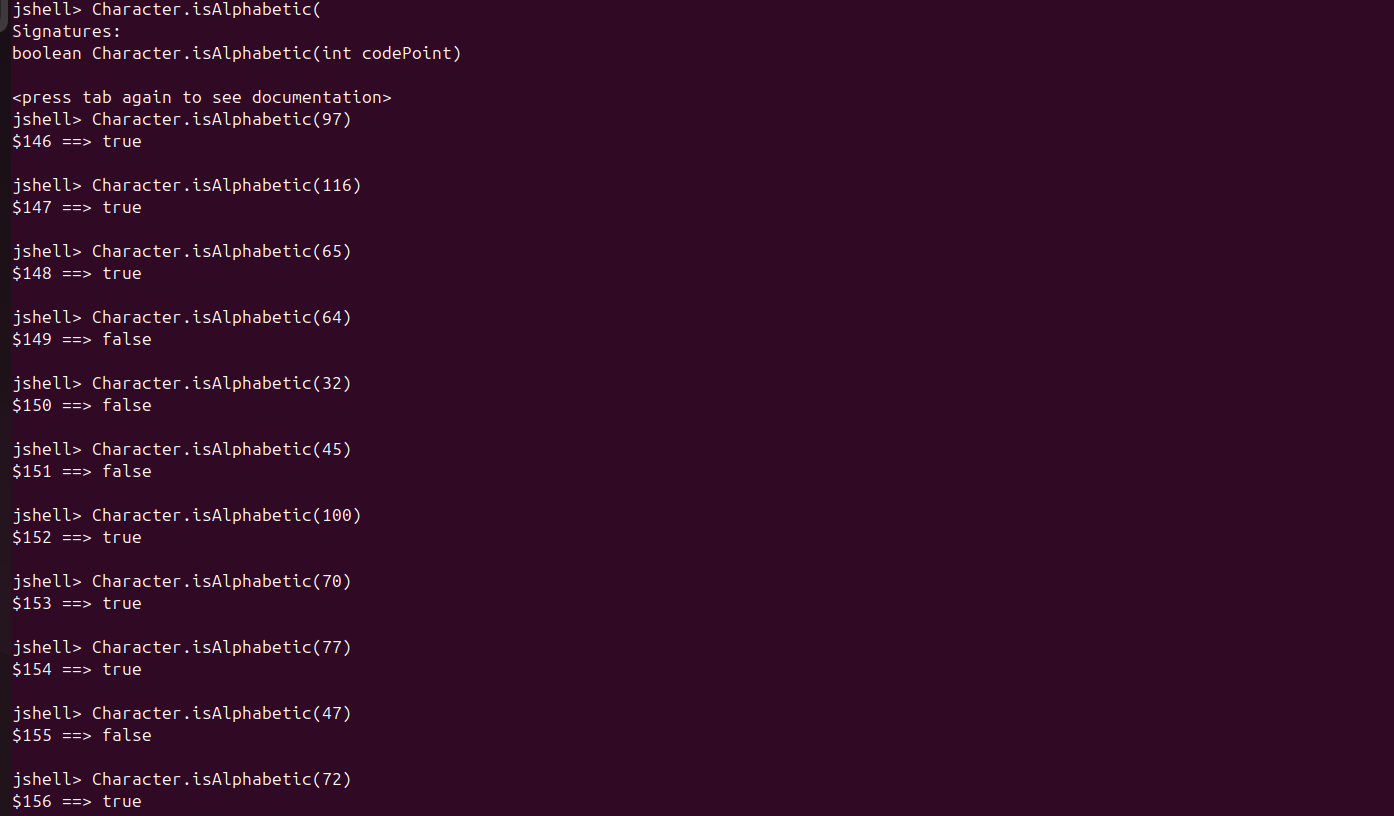 jshell> Character.isAlphabetic(
Signatures:
boolean Character.isAlphabetic(int codePoint)
<press tab again to see documentation>
jshell> Character.isAlphabetic(97)
$146 ==> true
jshell> Character.isAlphabetic(116)
$147 ==> true
jshell> Character.isAlphabetic(65)
$148 ==> true
jshell> Character.isAlphabetic(64)
$149 ==> false
jshell> Character.isAlphabetic(32)
$150 ==> false
jshell> Character.isAlphabetic(45)
$151 ==> false
jshell> Character.isAlphabetic(100)
$152 ==> true
jshell> Character.isAlphabetic(70)
$153 ==> true
jshell> Character.isAlphabetic(77)
$154 ==> true
jshell> Character.isAlphabetic(47)
$155 ==> false
jshell> Character.isAlphabetic(72)
$156 ==> true